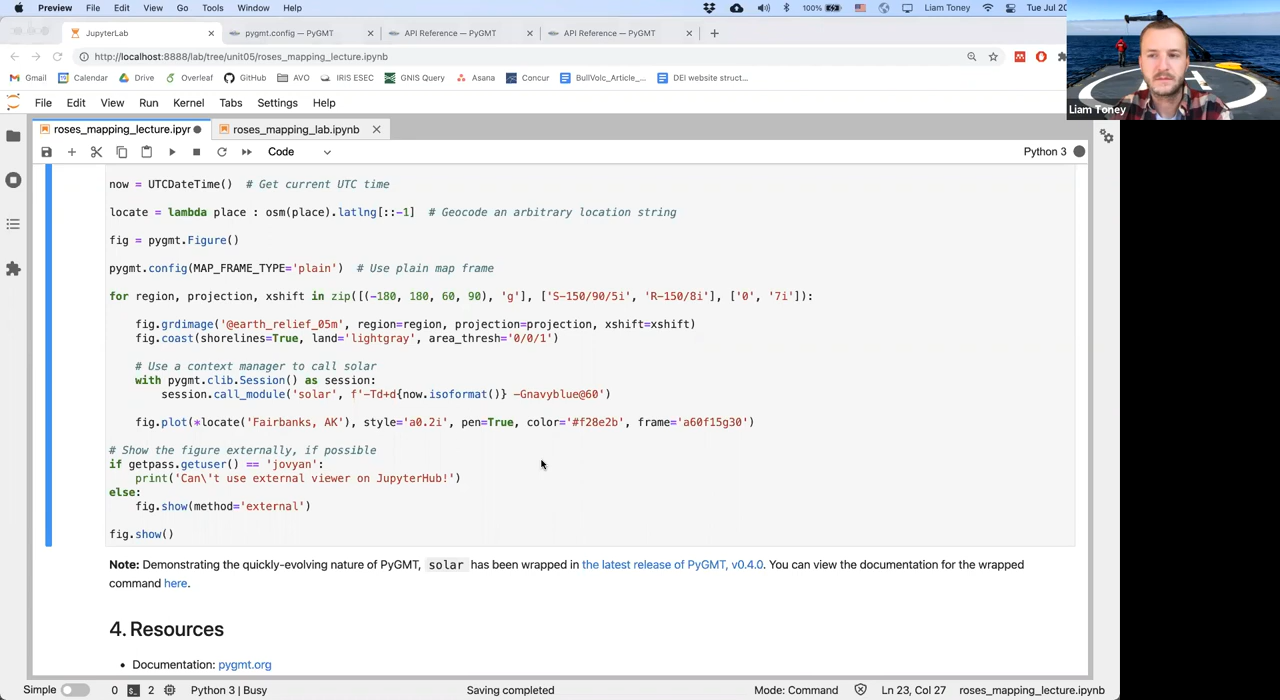 Preview File Edit View Go Tools Window Help 100% Liam Toney Tue Jul 20
JupyterLab pygmt.config — PyGMT API Reference — PyGMT API Reference — PyGMT
http://localhost:8888/lab/tree/unit05/roses_mapping_lecture.ipynb
Gmail Calendar Drive Overleaf GitHub AVO IRIS ESEC GNIS Query Asana Concur BullVolc_Article_... DEI website struct...
Liam Toney
File Edit View Run Kernel Tabs Settings Help
roses_mapping_lecture.ipyr roses_mapping_lab.ipynb
Code Python 3
now = UTCDateTime()  # Get current UTC time
locate = lambda place : osm(place).latlng[::-1]  # Geocode an arbitrary location string
fig = pygmt.Figure()
pygmt.config(MAP_FRAME_TYPE='plain')  # Use plain map frame
for region, projection, xshift in zip([(-180, 180, 60, 90), 'g'], ['S-150/90/5i', 'R-150/8i'], ['0', '7i']):
fig.grdimage('@earth_relief_05m', region=region, projection=projection, xshift=xshift)
fig.coast(shorelines=True, land='lightgray', area_thresh='0/0/1')
# Use a context manager to call solar
with pygmt.clib.Session() as session:
session.call_module('solar', f'-Td+d{now.isoformat()} -Gnavyblue@60')
fig.plot(*locate('Fairbanks, AK'), style='a0.2i', pen=True, color='#f28e2b', frame='a60f15g30')
# Show the figure externally, if possible
if getpass.getuser() == 'jovyan':
print('Can\'t use external viewer on JupyterHub!')
else:
fig.show(method='external')
fig.show()
Note: Demonstrating the quickly-evolving nature of PyGMT, solar has been wrapped in the latest release of PyGMT, v0.4.0. You can view the documentation for the wrapped
command here.
4. Resources
• Documentation: pygmt.org
Simple 0 2 Python 3 | Busy Saving completed Mode: Command Ln 23, Col 27 roses_mapping_lecture.ipynb